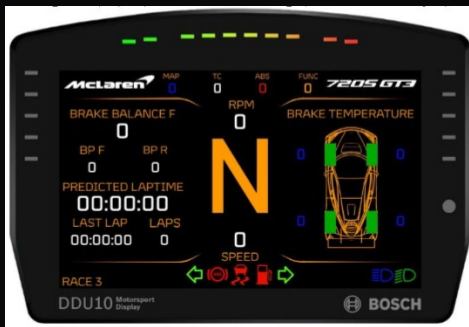 McLaren
MAP TC ABS FUNC
0 0 0 0
720S GT3
BRAKE BALANCE F
0
BP F BP R
0 0
PREDICTED LAPTIME
00:00:00
LAST LAP LAPS
00:00:00 0
RPM
0
N
0
SPEED
BRAKE TEMPERATURE
0 0
0 0
RACE 3
DDU10 Motorsport Display
BOSCH